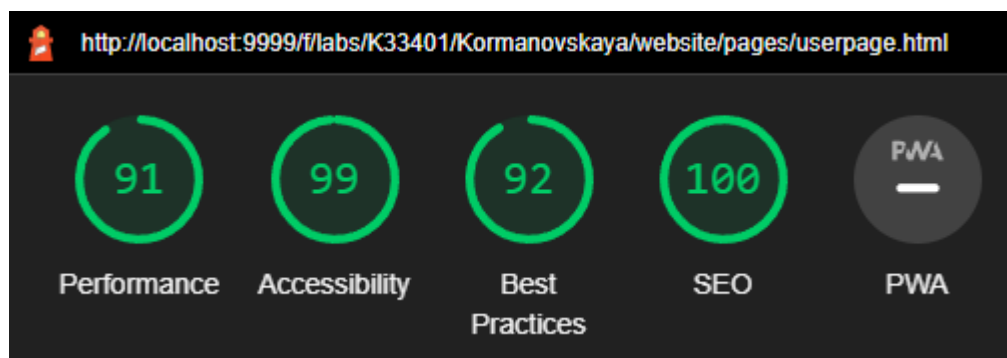 http://localhost:9999/f/labs/K33401/Kormanovskaya/website/pages/userpage.html
91 99 92 100 PWA
Performance Accessibility Best SEO PWA
Practices